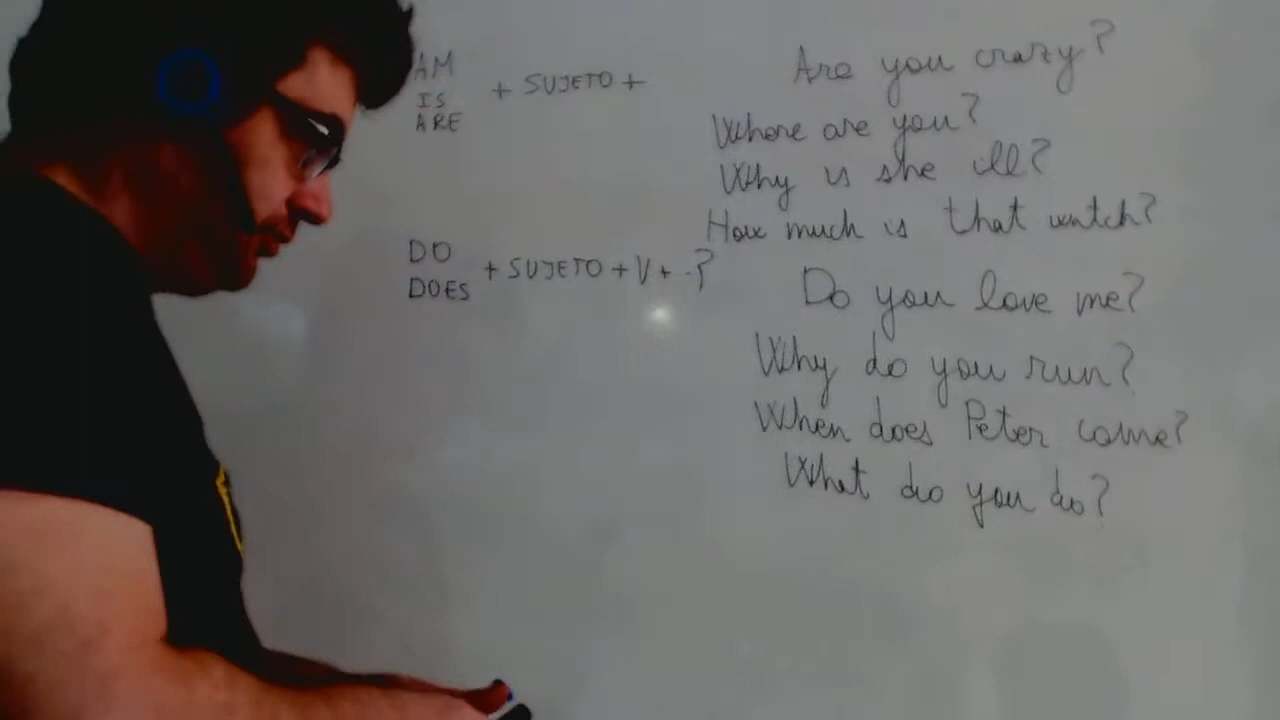 AM
IS
ARE
+ SUJETO +
DO
DOES
+ SUJETO + V + -?
Are you crazy?
Where are you?
Why is she ill?
How much is that watch?
Do you love me?
Why do you run?
When does Peter come?
What do you do?